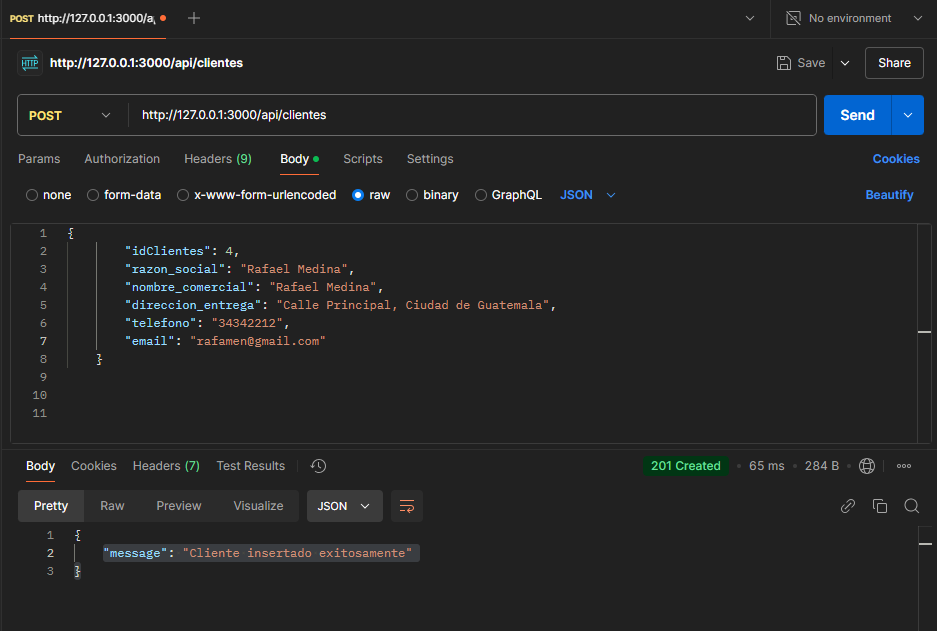 POST http://127.0.0.1:3000/a
No environment
HTTP http://127.0.0.1:3000/api/clientes
Save
Share
POST
http://127.0.0.1:3000/api/clientes
Send
Params Authorization Headers (9) Body Scripts Settings Cookies
none form-data x-www-form-urlencoded raw binary GraphQL JSON Beautify
1 {
2 "idClientes": 4,
3 "razon_social": "Rafael Medina",
4 "nombre_comercial": "Rafael Medina",
5 "direccion_entrega": "Calle Principal, Ciudad de Guatemala",
6 "telefono": "34342212",
7 "email": "rafamen@gmail.com"
8 }
9
10
11
Body Cookies Headers (7) Test Results 201 Created 65 ms 284 B
Pretty Raw Preview Visualize JSON
1 {
2 "message": "Cliente insertado exitosamente"
3 }